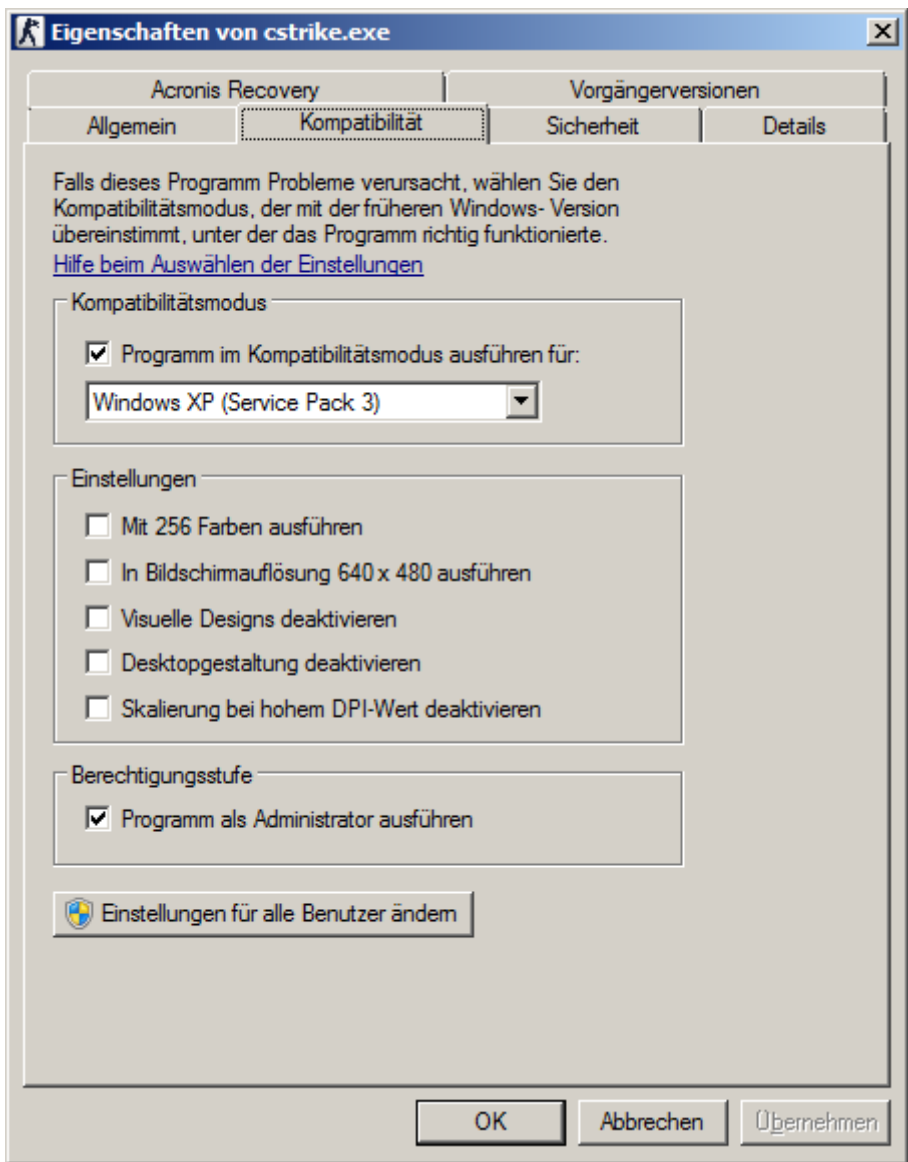 Eigenschaften von cstrike.exe
Acronis Recovery
Vorgängerversionen
Allgemein
Kompatibilität
Sicherheit
Details
Falls dieses Programm Probleme verursacht, wählen Sie den
Kompatibilitätsmodus, der mit der früheren Windows- Version
übereinstimmt, unter der das Programm richtig funktionierte.
Hilfe beim Auswählen der Einstellungen
Kompatibilitätsmodus
Programm im Kompatibilitätsmodus ausführen für:
Windows XP (Service Pack 3)
Einstellungen
Mit 256 Farben ausführen
In Bildschirmauflösung 640 x 480 ausführen
Visuelle Designs deaktivieren
Desktopgestaltung deaktivieren
Skalierung bei hohem DPI-Wert deaktivieren
Berechtigungsstufe
Programm als Administrator ausführen
Einstellungen für alle Benutzer ändern
OK
Abbrechen
Übernehmen